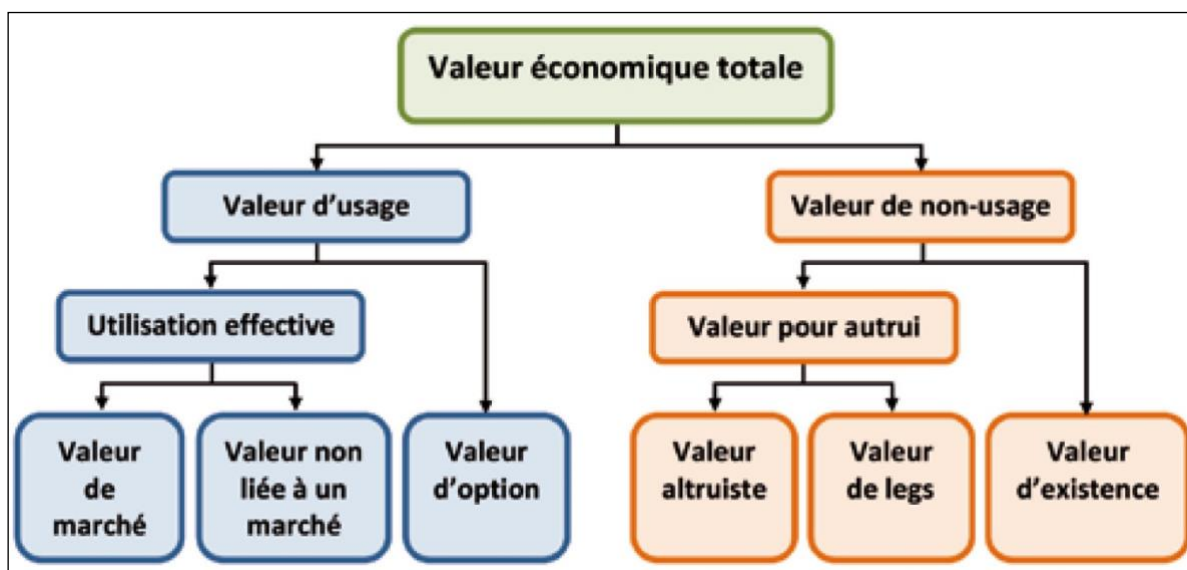 Valeur économique totale
Valeur d'usage
Valeur de non-usage
Utilisation effective
Valeur pour autrui
Valeur
de
marché
Valeur non
liée à un
marché
Valeur
d'option
Valeur
altruiste
Valeur
de legs
Valeur
d'existence